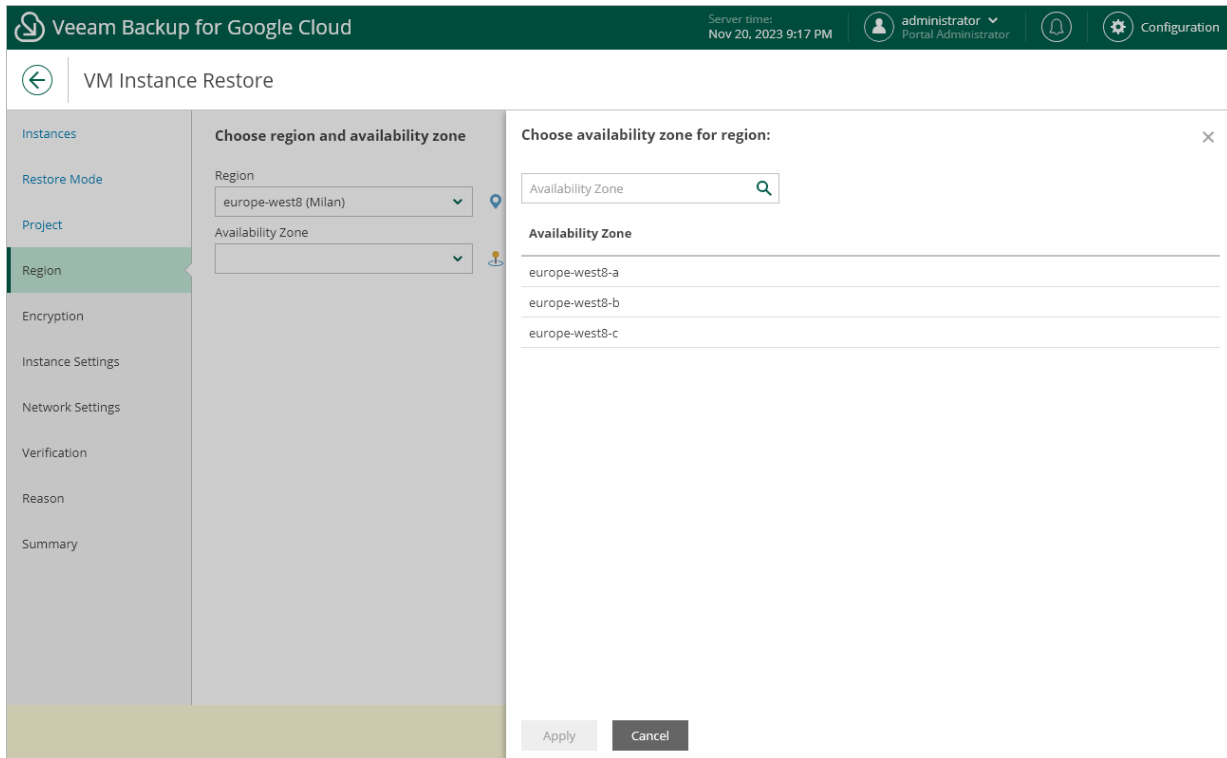 Veeam Backup for Google Cloud
Server time:
Nov 20, 2023 9:17 PM
administrator
Portal Administrator
Configuration
VM Instance Restore
Instances
Restore Mode
Project
Region
Encryption
Instance Settings
Network Settings
Verification
Reason
Summary
Choose region and availability zone
Region
europe-west8 (Milan)
Availability Zone
Choose availability zone for region:
Availability Zone
Availability Zone
europe-west8-a
europe-west8-b
europe-west8-c
Apply
Cancel